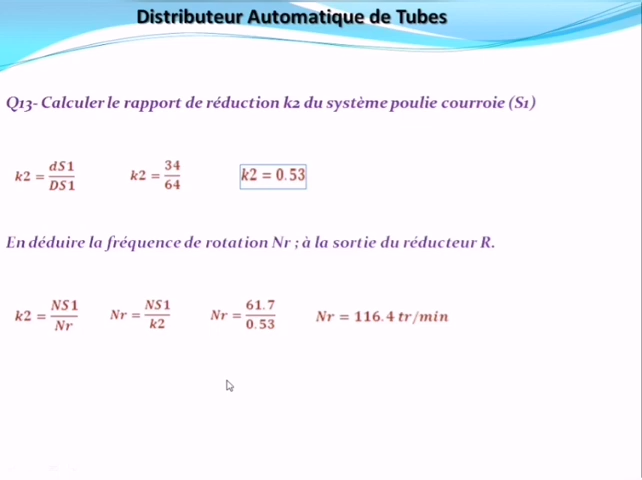 Distributeur Automatique de Tubes
Q13- Calculer le rapport de réduction k2 du système poulie courroie (S1)
k2 = dS1/DS1 k2 = 34/64 k2 = 0.53
En déduire la fréquence de rotation Nr ; à la sortie du réducteur R.
k2 = NS1/Nr Nr = NS1/k2 Nr = 61.7/0.53 Nr = 116.4 tr/min